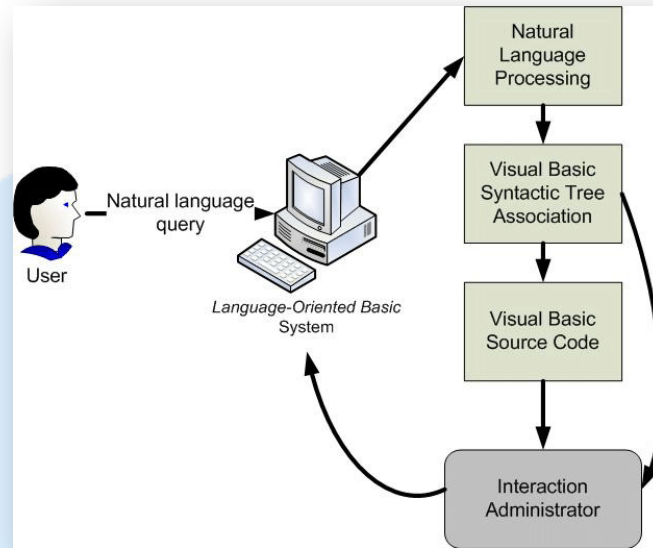 Natural
Language
Processing
Natural language
query
User
Language-Oriented Basic
System
Visual Basic
Syntactic Tree
Association
Visual Basic
Source Code
Interaction
Administrator